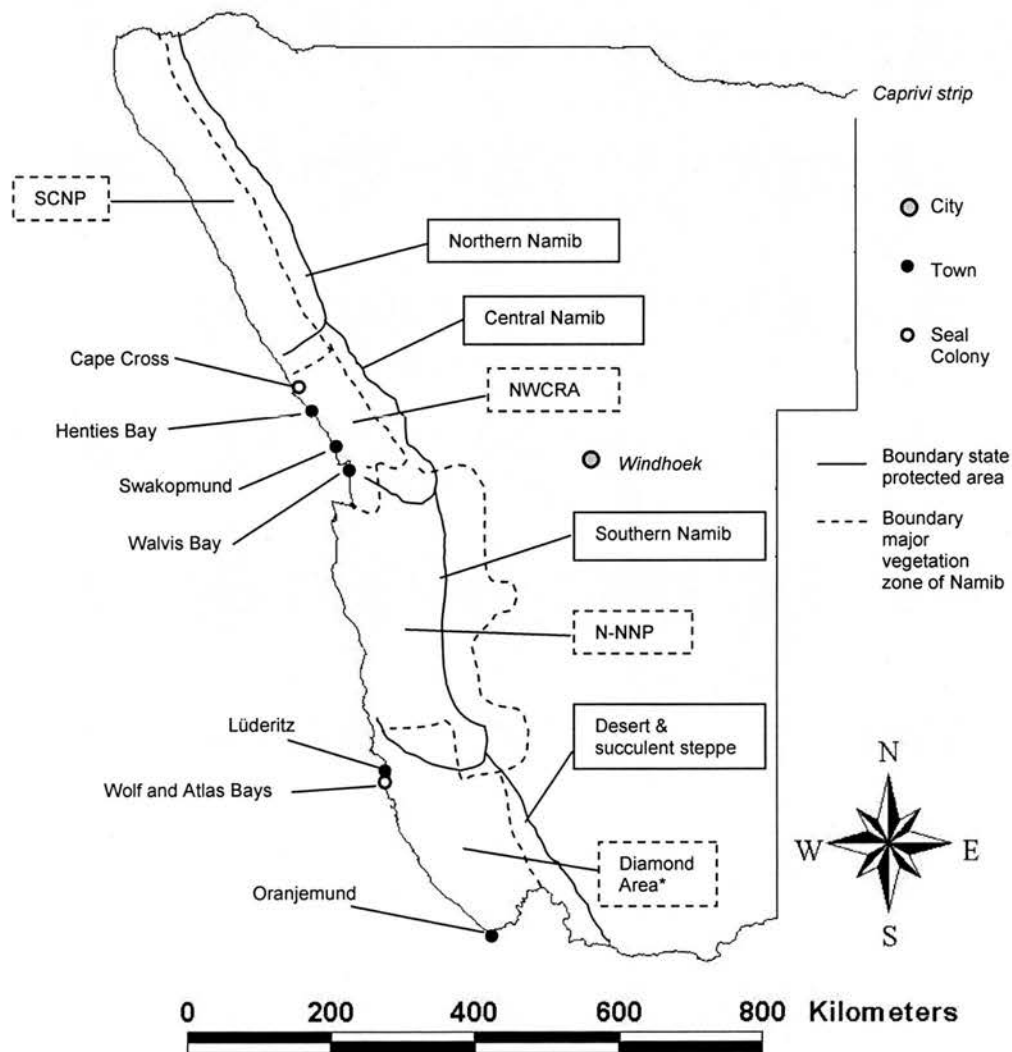 Caprivi strip
SCNP
City
Northern Namib
Town
Central Namib
Seal
Colony
Cape Cross
NWCRA
Henties Bay
Windhoek
Boundary state
protected area
Swakopmund
Boundary
major
vegetation
zone of Namib
Walvis Bay
Southern Namib
N-NNP
Lüderitz
Desert &
succulent steppe
Wolf and Atlas Bays
N
W
E
S
Diamond
Area*
Oranjemund
0 200 400 600 800 Kilometers